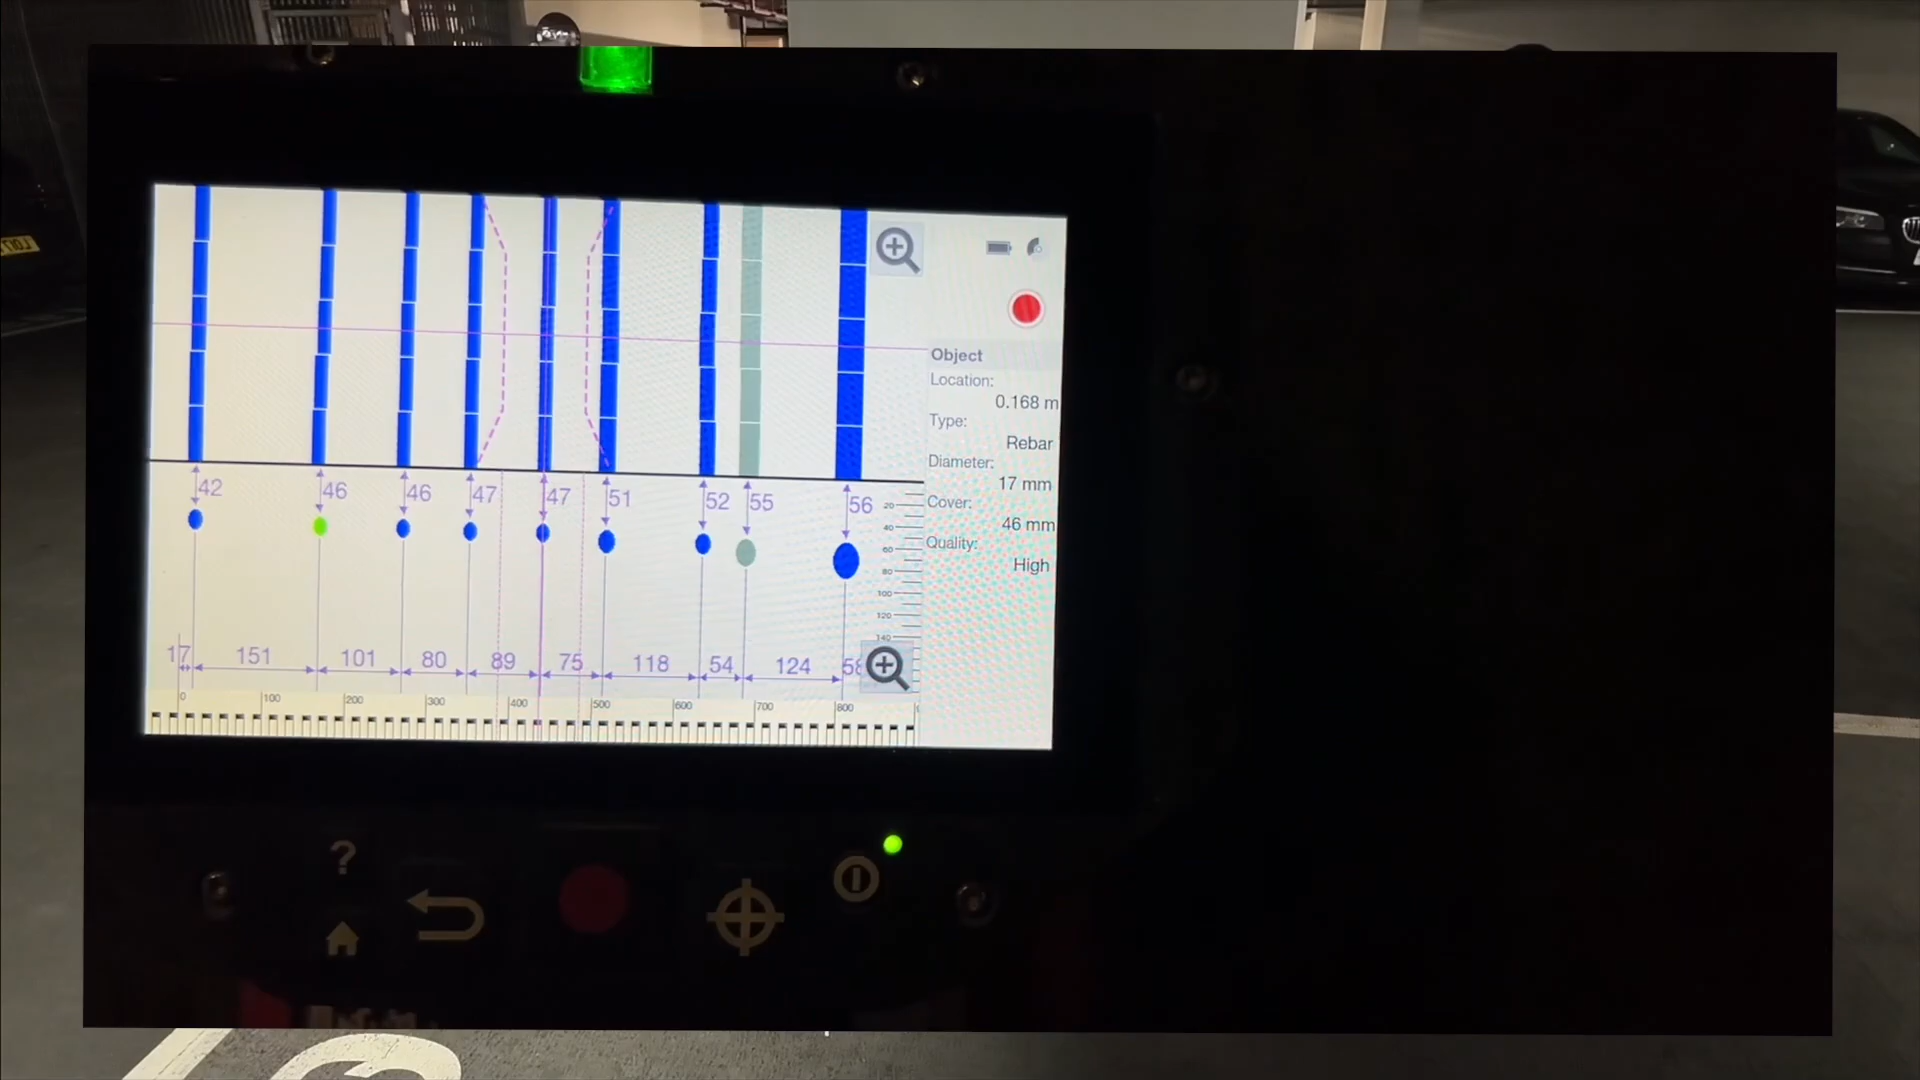 Object
Location:
0.168 m
Type:
Rebar
Diameter:
17 mm
Cover:
46 mm
Quality:
High
42 46 46 47 47 51 52 55 56
20
40
60
80
100
120
140
17 151 101 80 89 75 118 54 124
0 100 200 300 400 500 600 700 800
?